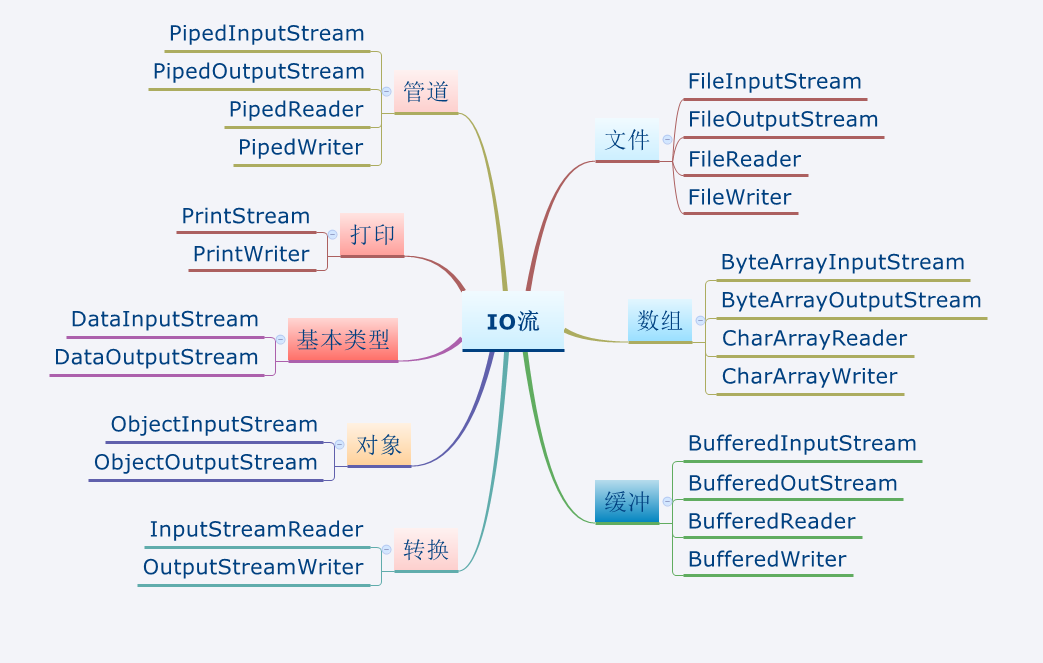 IO流
管道
PipedInputStream
PipedOutputStream
PipedReader
PipedWriter
打印
PrintStream
PrintWriter
基本类型
DataInputStream
DataOutputStream
对象
ObjectInputStream
ObjectOutputStream
转换
InputStreamReader
OutputStreamWriter
文件
FileInputStream
FileOutputStream
FileReader
FileWriter
数组
ByteArrayInputStream
ByteArrayOutputStream
CharArrayReader
CharArrayWriter
缓冲
BufferedInputStream
BufferedOutStream
BufferedReader
BufferedWriter